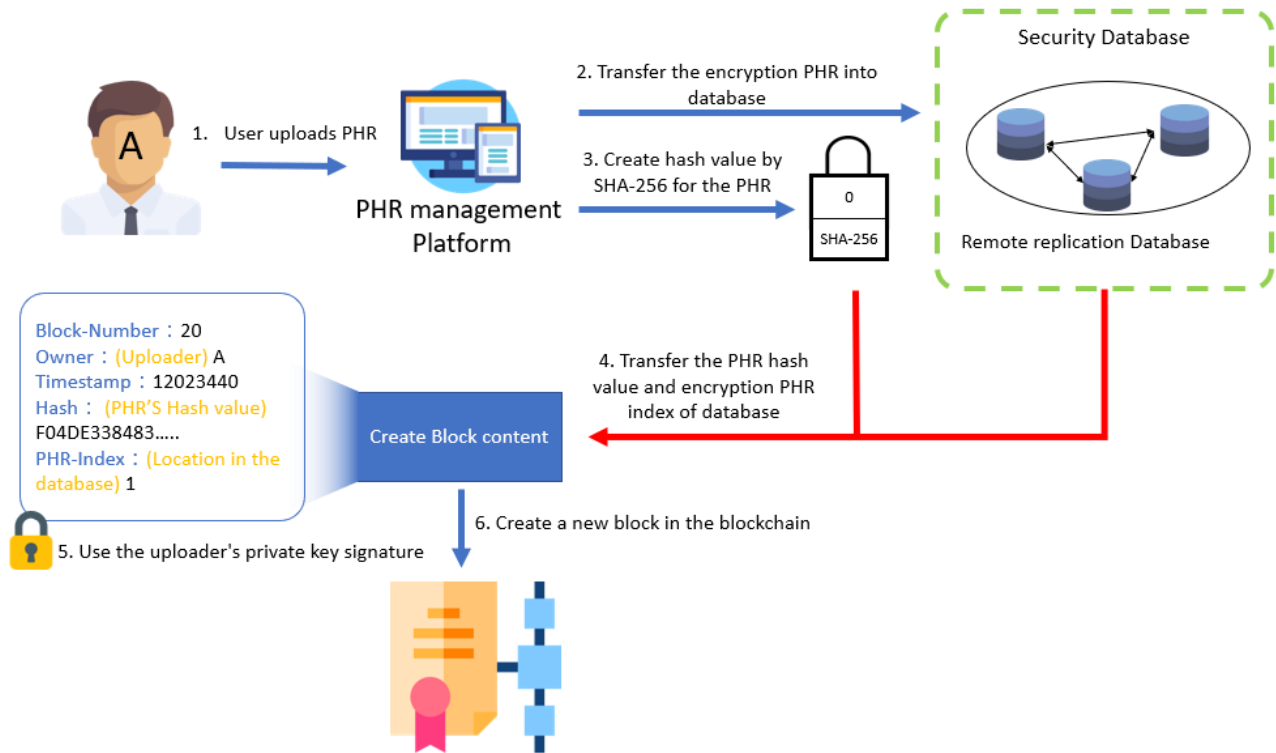 Security Database
2. Transfer the encryption PHR into
database
A
1. User uploads PHR
3. Create hash value by
SHA-256 for the PHR
0
SHA-256
PHR management
Platform
Remote replication Database
Block-Number：20
Owner：(Uploader) A
Timestamp：12023440
Hash： (PHR'S Hash value)
F04DE338483.....
PHR-Index：(Location in the
database) 1
4. Transfer the PHR hash
value and encryption PHR
index of database
Create Block content
5. Use the uploader's private key signature
6. Create a new block in the blockchain